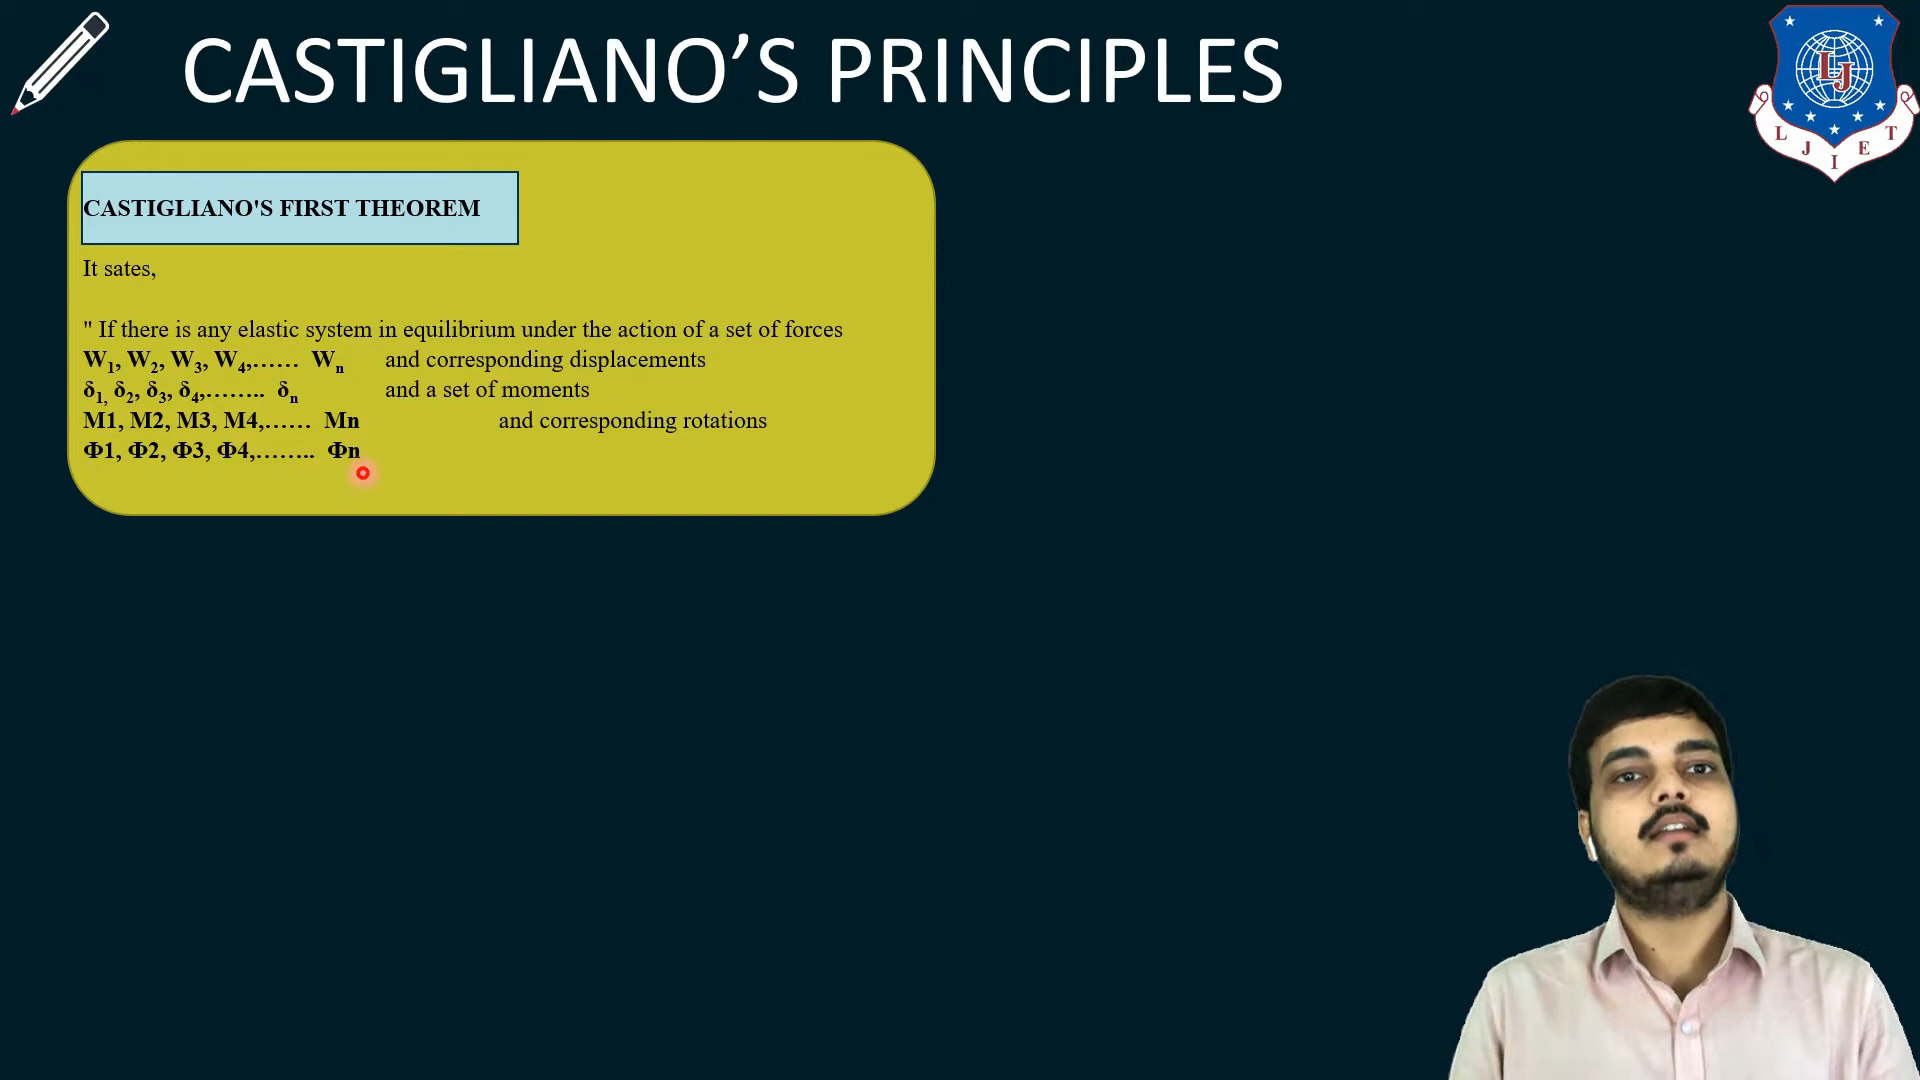 CASTIGLIANO’S PRINCIPLES
L J I E T
LJ
CASTIGLIANO'S FIRST THEOREM
It sates,
" If there is any elastic system in equilibrium under the action of a set of forces
W1, W2, W3, W4,…… Wn and corresponding displacements
δ1, δ2, δ3, δ4,…….. δn and a set of moments
M1, M2, M3, M4,…… Mn and corresponding rotations
Φ1, Φ2, Φ3, Φ4,…….. Φn